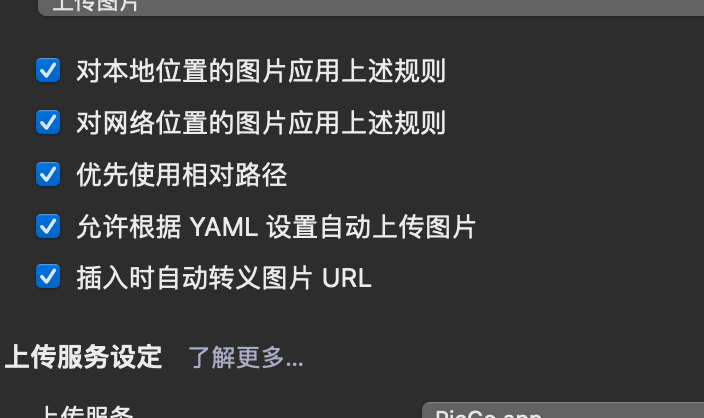 上传图片
对本地位置的图片应用上述规则
对网络位置的图片应用上述规则
优先使用相对路径
允许根据 YAML 设置自动上传图片
插入时自动转义图片 URL
上传服务设定 了解更多...
上传服务 PicGo.app